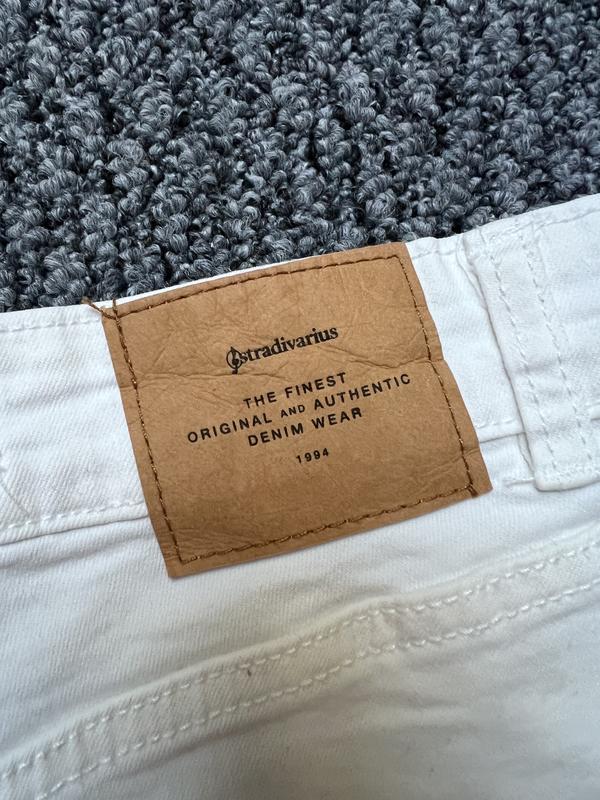 stradivarius
THE FINEST
ORIGINAL AND AUTHENTIC
DENIM WEAR
1994